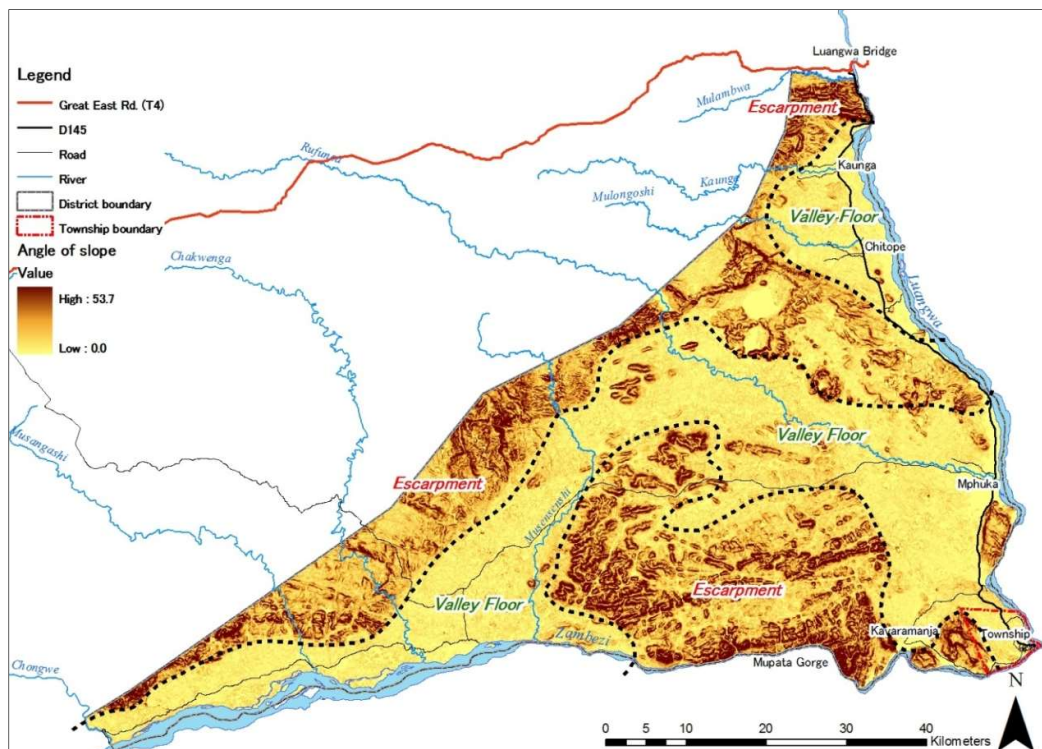 Luangwa Bridge
Legend
Great East Rd. (T4)
D145
Road
River
District boundary
Township boundary
Angle of slope
Value
High : 53.7
Low : 0.0
Mulambwa
Escarpment
Rufunsa
Kaunga
Kaunga
Mulongoshi
Valley Floor
Chitope
Chakwenga
Luangwa
Musangashi
Valley Floor
Escarpment
Mphuka
Musensenshi
Escarpment
Valley Floor
Zambezi
Kavaramanja
Township
Chongwe
Mupata Gorge
N
0 5 10 20 30 40
Kilometers